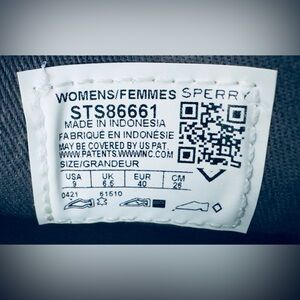 WOMENS/FEMMES SPERRY
STS86661
MADE IN INDONESIA
FABRIQUÉ EN INDONÉSIE
MAY BE COVERED BY US PAT.
WWW.PATENTS.WWWINC.COM
SIZE/GRANDEUR
USA UK EUR CM
9 6.5 40 26
0421 61510